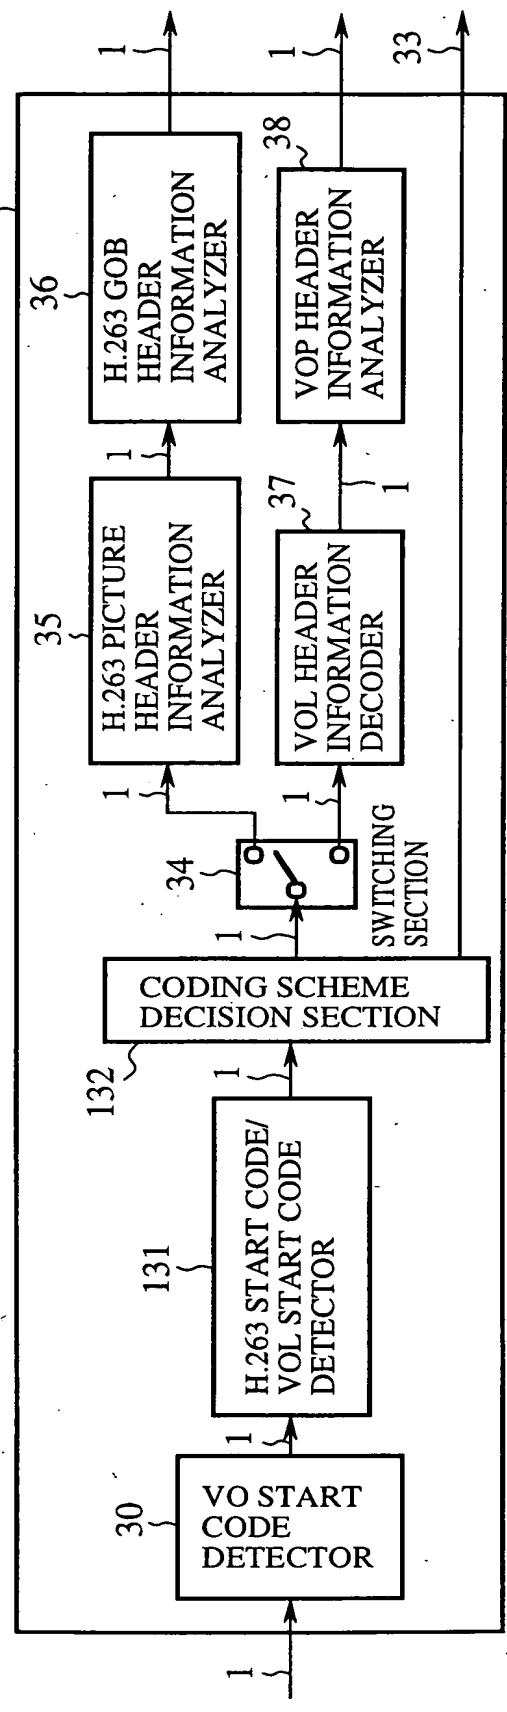 1
30
VO START
CODE
DETECTOR
1
131
H.263 START CODE/
VOL START CODE
DETECTOR
1
132
CODING SCHEME
DECISION SECTION
1
34
SWITCHING
SECTION
1
35
H.263 PICTURE
HEADER
INFORMATION
ANALYZER
1
36
H.263 GOB
HEADER
INFORMATION
ANALYZER
1
1
37
VOL HEADER
INFORMATION
DECODER
1
38
VOP HEADER
INFORMATION
ANALYZER
1
33